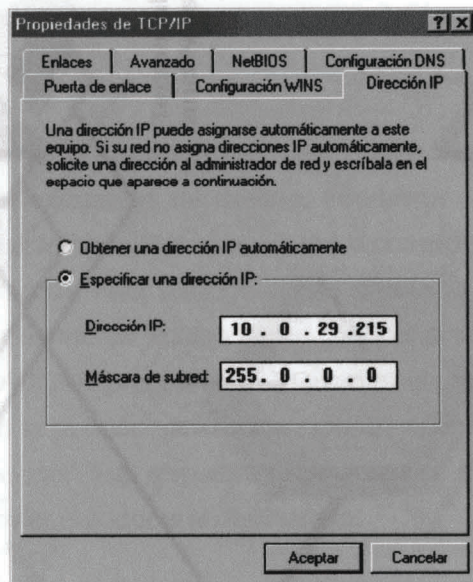 Propiedades de TCP/IP
Enlaces Avanzado NetBIOS Configuración DNS
Puerta de enlace Configuración WINS Dirección IP
Una dirección IP puede asignarse automáticamente a este
equipo. Si su red no asigna direcciones IP automáticamente,
solicite una dirección al administrador de red y escríbala en el
espacio que aparece a continuación.
Obtener una dirección IP automáticamente
Especificar una dirección IP:
Dirección IP: 10 . 0 . 29 .215
Máscara de subred: 255. 0 . 0 . 0
Aceptar Cancelar